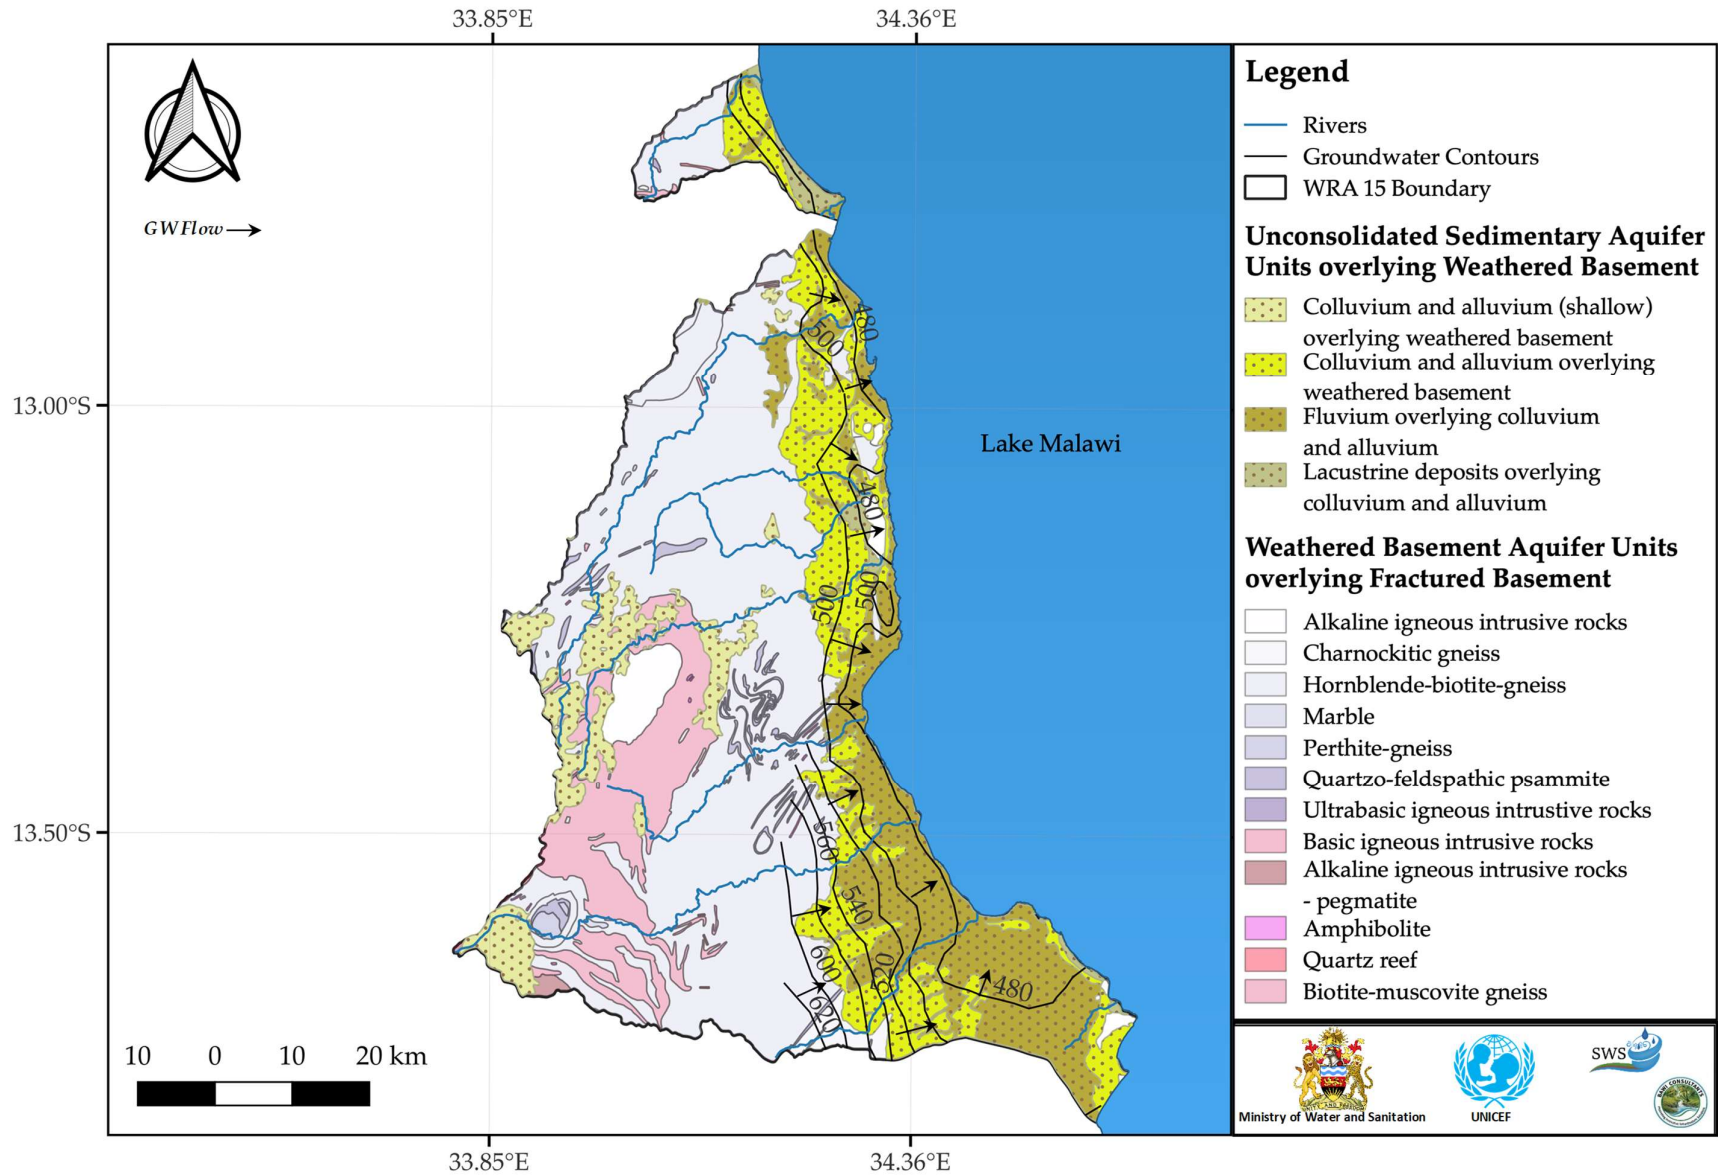 33.85°E 34.36°E
GWFlow
13.00°S
13.50°S
Lake Malawi
480
500
480
500
500
560
540
600
520
620
480
10 0 10 20 km
33.85°E 34.36°E
Legend
Rivers
Groundwater Contours
WRA 15 Boundary
Unconsolidated Sedimentary Aquifer
Units overlying Weathered Basement
Colluvium and alluvium (shallow)
overlying weathered basement
Colluvium and alluvium overlying
weathered basement
Fluvium overlying colluvium
and alluvium
Lacustrine deposits overlying
colluvium and alluvium
Weathered Basement Aquifer Units
overlying Fractured Basement
Alkaline igneous intrusive rocks
Charnockitic gneiss
Hornblende-biotite-gneiss
Marble
Perthite-gneiss
Quartzo-feldspathic psammite
Ultrabasic igneous intrustive rocks
Basic igneous intrusive rocks
Alkaline igneous intrusive rocks
- pegmatite
Amphibolite
Quartz reef
Biotite-muscovite gneiss
UNITY AND FREEDOM
Ministry of Water and Sanitation
UNICEF
SWS
BAWI CONSULTANTS